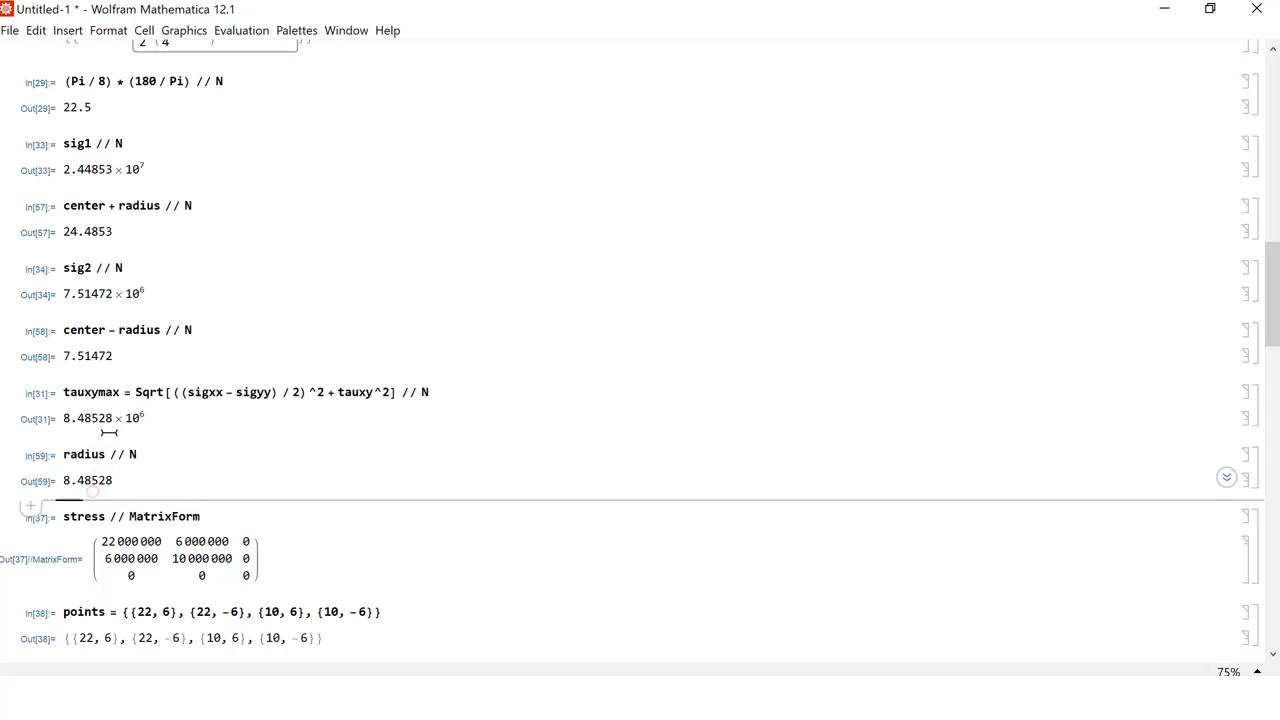 Untitled-1 * - Wolfram Mathematica 12.1
File Edit Insert Format Cell Graphics Evaluation Palettes Window Help
2 (4 )
In[29]:= (Pi / 8) * (180 / Pi) // N
Out[29]= 22.5
In[33]:= sig1 // N
Out[33]= 2.44853 × 10^7
In[57]:= center + radius // N
Out[57]= 24.4853
In[34]:= sig2 // N
Out[34]= 7.51472 × 10^6
In[58]:= center - radius // N
Out[58]= 7.51472
In[31]:= tauxymax = Sqrt[((sigxx - sigyy) / 2) ^2 + tauxy^2] // N
Out[31]= 8.48528 × 10^6
In[59]:= radius // N
Out[59]= 8.48528
In[37]:= stress // MatrixForm
22 000 000 6 000 000 0
Out[37]//MatrixForm= 6 000 000 10 000 000 0
0 0 0
In[38]:= points = {{22, 6}, {22, -6}, {10, 6}, {10, -6}}
Out[38]= {{22, 6}, {22, -6}, {10, 6}, {10, -6}}
75%